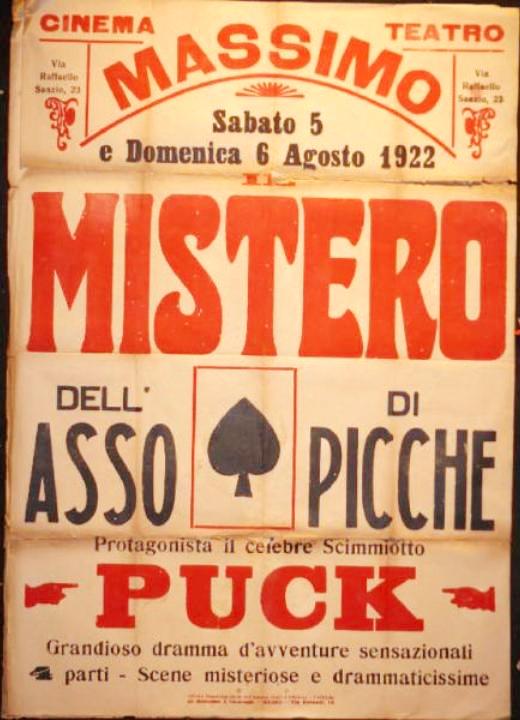 CINEMA TEATRO
MASSIMO
Via
Raffaello
Sanzio, 23
Via
Raffaello
Sanzio, 23
Sabato 5
e Domenica 6 Agosto 1922
IL
MISTERO
DELL' DI
ASSO PICCHE
Protagonista il celebre Scimmiotto
PUCK
Grandioso dramma d'avventure sensazionali
4 parti - Scene misteriose e drammaticissime